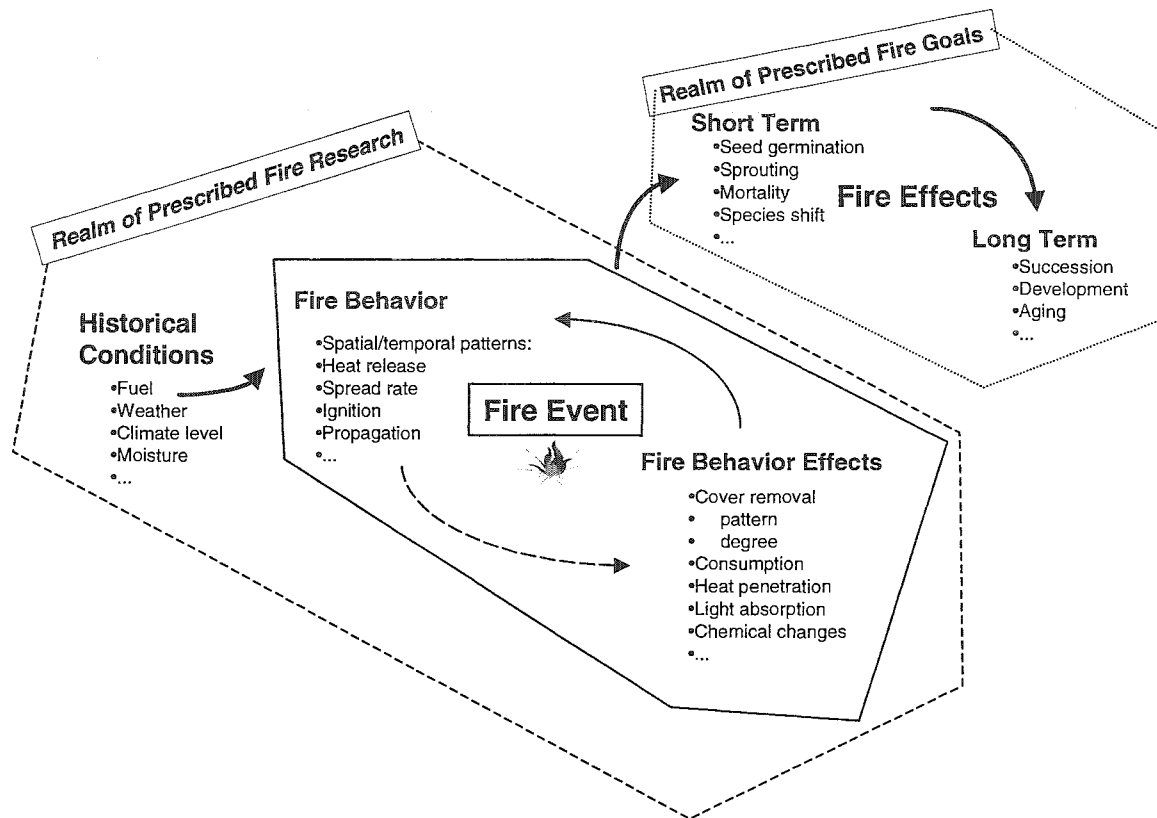 Realm of Prescribed Fire Research
Historical
Conditions
•Fuel
•Weather
•Climate level
•Moisture
•...
Fire Behavior
•Spatial/temporal patterns:
•Heat release
•Spread rate
•Ignition
•Propagation
•...
Fire Event
Fire Behavior Effects
•Cover removal
• pattern
• degree
•Consumption
•Heat penetration
•Light absorption
•Chemical changes
•...
Realm of Prescribed Fire Goals
Short Term
•Seed germination
•Sprouting
•Mortality
•Species shift
•...
Fire Effects
Long Term
•Succession
•Development
•Aging
•...